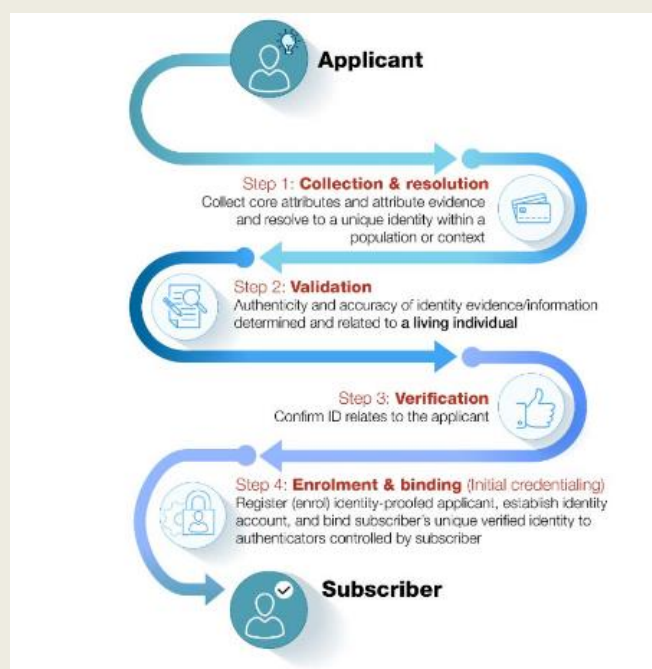 Applicant
Step 1: Collection & resolution
Collect core attributes and attribute evidence
and resolve to a unique identity within a
population or context
Step 2: Validation
Authenticity and accuracy of identity evidence/information
determined and related to a living individual
Step 3: Verification
Confirm ID relates to the applicant
Step 4: Enrolment & binding (Initial credentialing)
Register (enrol) identity-proofed applicant, establish identity
account, and bind subscriber's unique verified identity to
authenticators controlled by subscriber
Subscriber